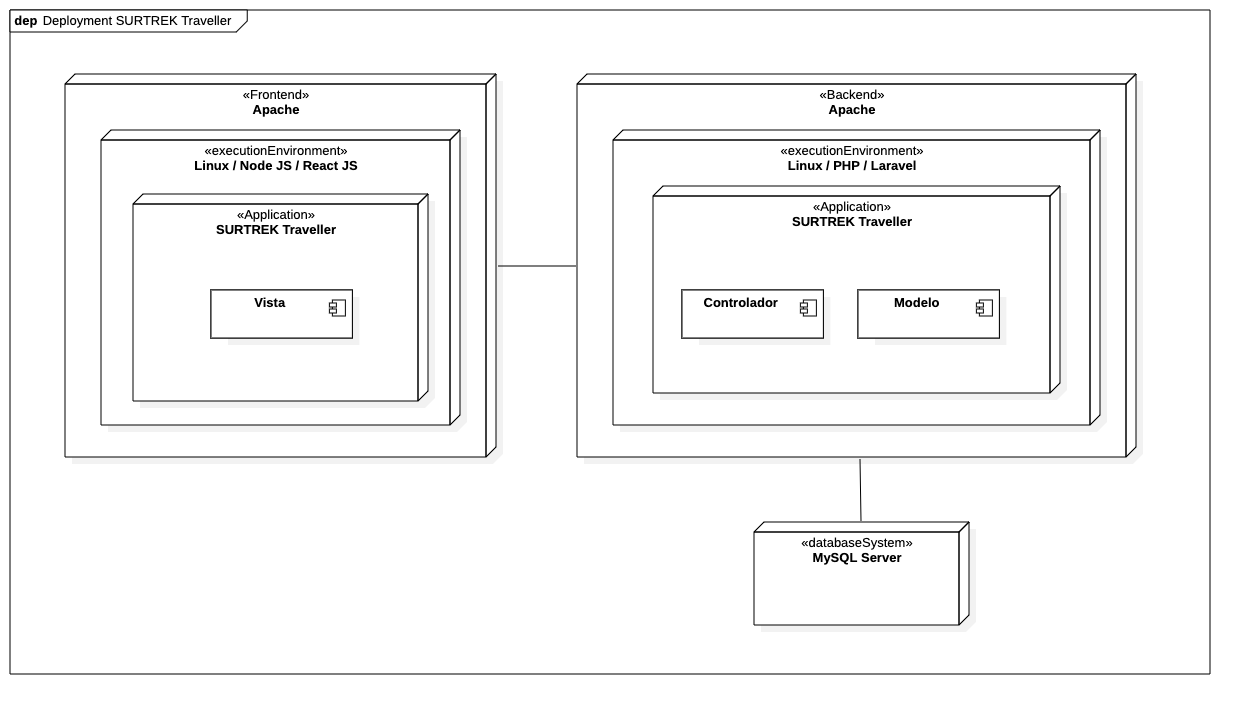 dep Deployment SURTREK Traveller
«Frontend»
Apache
«executionEnvironment»
Linux / Node JS / React JS
«Application»
SURTREK Traveller
Vista
«Backend»
Apache
«executionEnvironment»
Linux / PHP / Laravel
«Application»
SURTREK Traveller
Controlador
Modelo
«databaseSystem»
MySQL Server